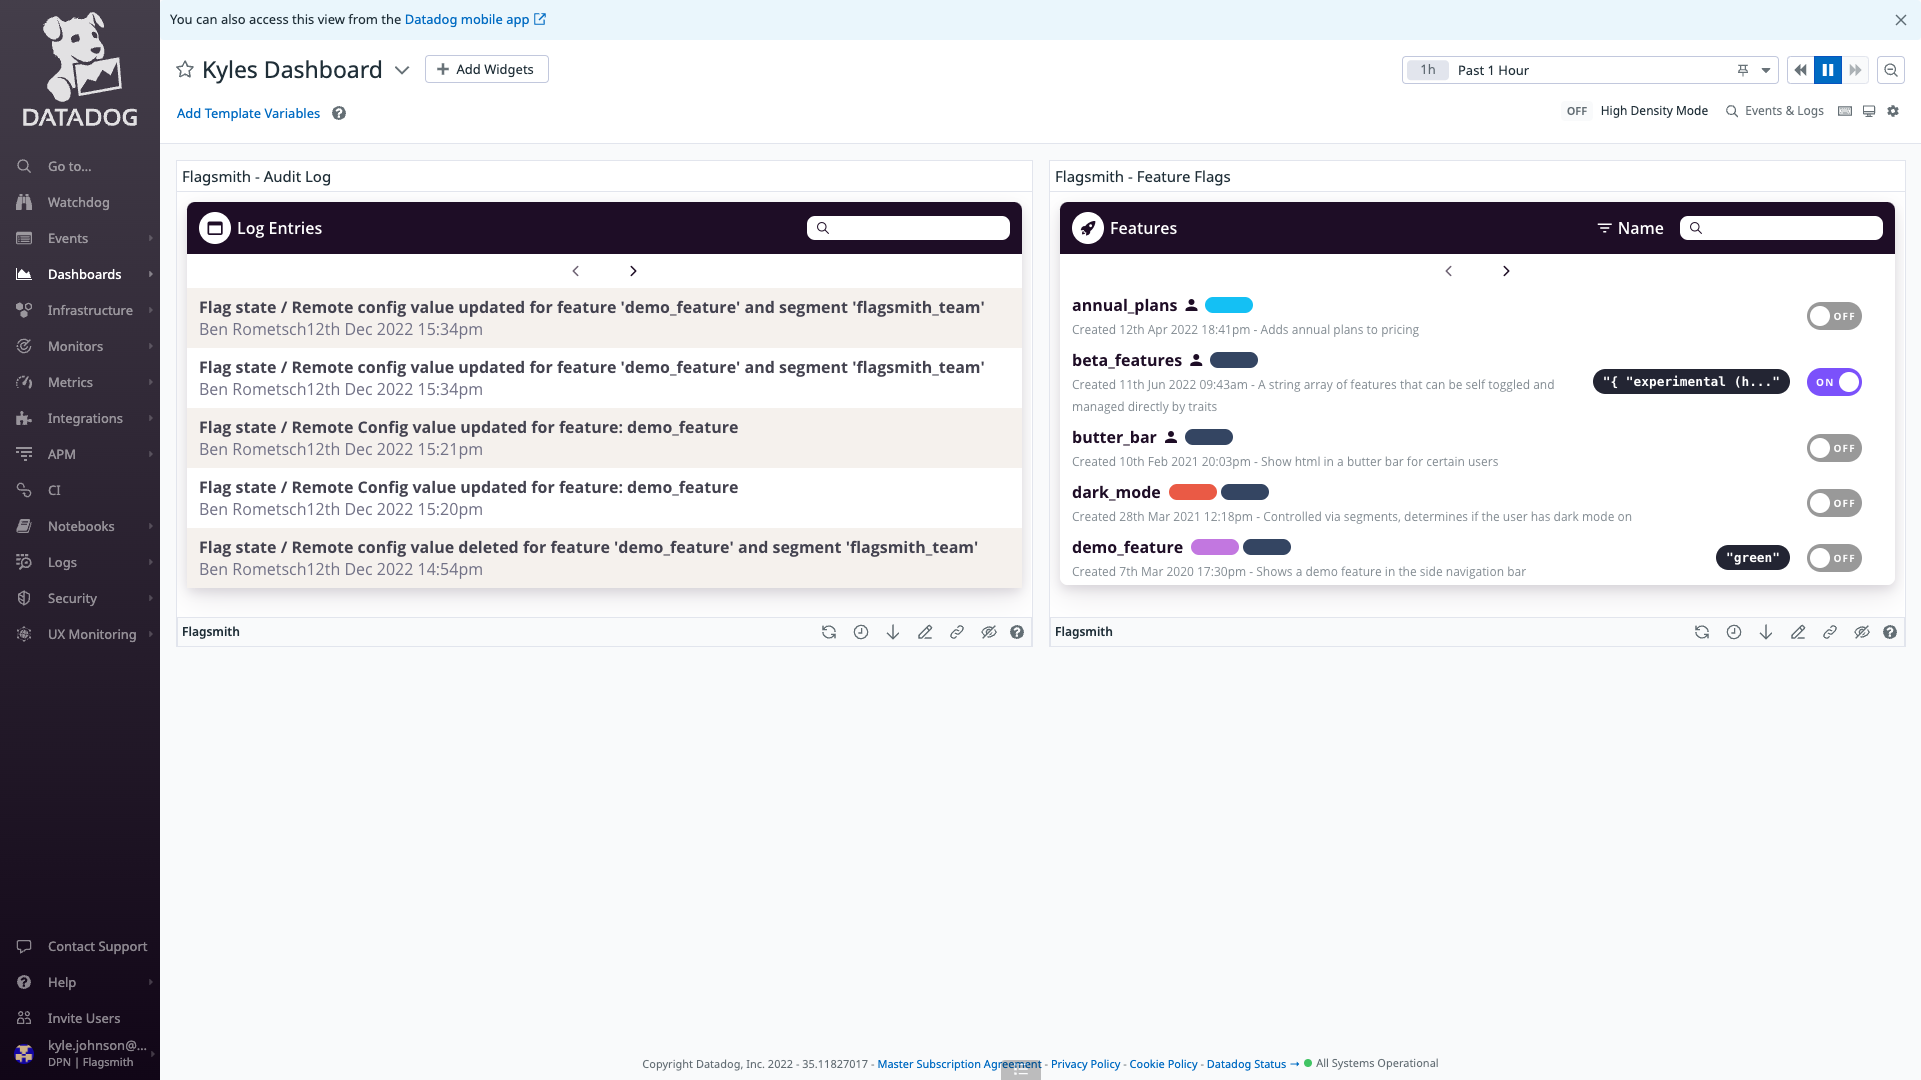 You can also access this view from the Datadog mobile app
DATADOG
Go to...
Watchdog
Events
Dashboards
Infrastructure
Monitors
Metrics
Integrations
APM
CI
Notebooks
Logs
Security
UX Monitoring
Contact Support
Help
Invite Users
kyle.johnson@...
DPN | Flagsmith
Kyles Dashboard
+ Add Widgets
1h Past 1 Hour
Add Template Variables
OFF High Density Mode Events & Logs
Flagsmith - Audit Log
Log Entries
Flag state / Remote config value updated for feature 'demo_feature' and segment 'flagsmith_team'
Ben Rometsch12th Dec 2022 15:34pm
Flag state / Remote config value updated for feature 'demo_feature' and segment 'flagsmith_team'
Ben Rometsch12th Dec 2022 15:34pm
Flag state / Remote Config value updated for feature: demo_feature
Ben Rometsch12th Dec 2022 15:21pm
Flag state / Remote Config value updated for feature: demo_feature
Ben Rometsch12th Dec 2022 15:20pm
Flag state / Remote config value deleted for feature 'demo_feature' and segment 'flagsmith_team'
Ben Rometsch12th Dec 2022 14:54pm
Flagsmith
Flagsmith - Feature Flags
Features Name
annual_plans
Created 12th Apr 2022 18:41pm - Adds annual plans to pricing
OFF
beta_features
Created 11th Jun 2022 09:43am - A string array of features that can be self toggled and
managed directly by traits
"{ "experimental (h..." ON
butter_bar
Created 10th Feb 2021 20:03pm - Show html in a butter bar for certain users
OFF
dark_mode
Created 28th Mar 2021 12:18pm - Controlled via segments, determines if the user has dark mode on
OFF
demo_feature
Created 7th Mar 2020 17:30pm - Shows a demo feature in the side navigation bar
"green" OFF
Flagsmith
Copyright Datadog, Inc. 2022 - 35.11827017 - Master Subscription Agreement - Privacy Policy - Cookie Policy - Datadog Status → All Systems Operational